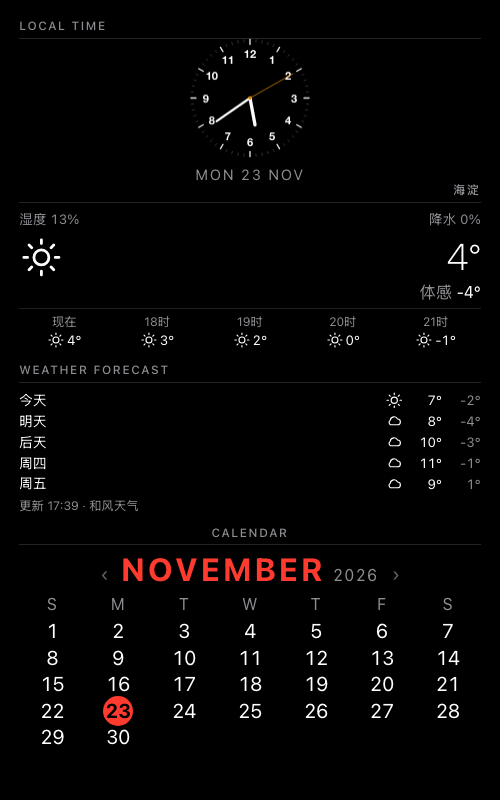 LOCAL TIME
12
11 1
10 2
9 3
8 4
7 5
6
MON 23 NOV
海淀
湿度 13% 降水 0%
4°
体感 -4°
现在 18时 19时 20时 21时
4° 3° 2° 0° -1°
WEATHER FORECAST
今天 7° -2°
明天 8° -4°
后天 10° -3°
周四 11° -1°
周五 9° 1°
更新 17:39 · 和风天气
CALENDAR
‹ NOVEMBER 2026 ›
S M T W T F S
1 2 3 4 5 6 7
8 9 10 11 12 13 14
15 16 17 18 19 20 21
22 23 24 25 26 27 28
29 30